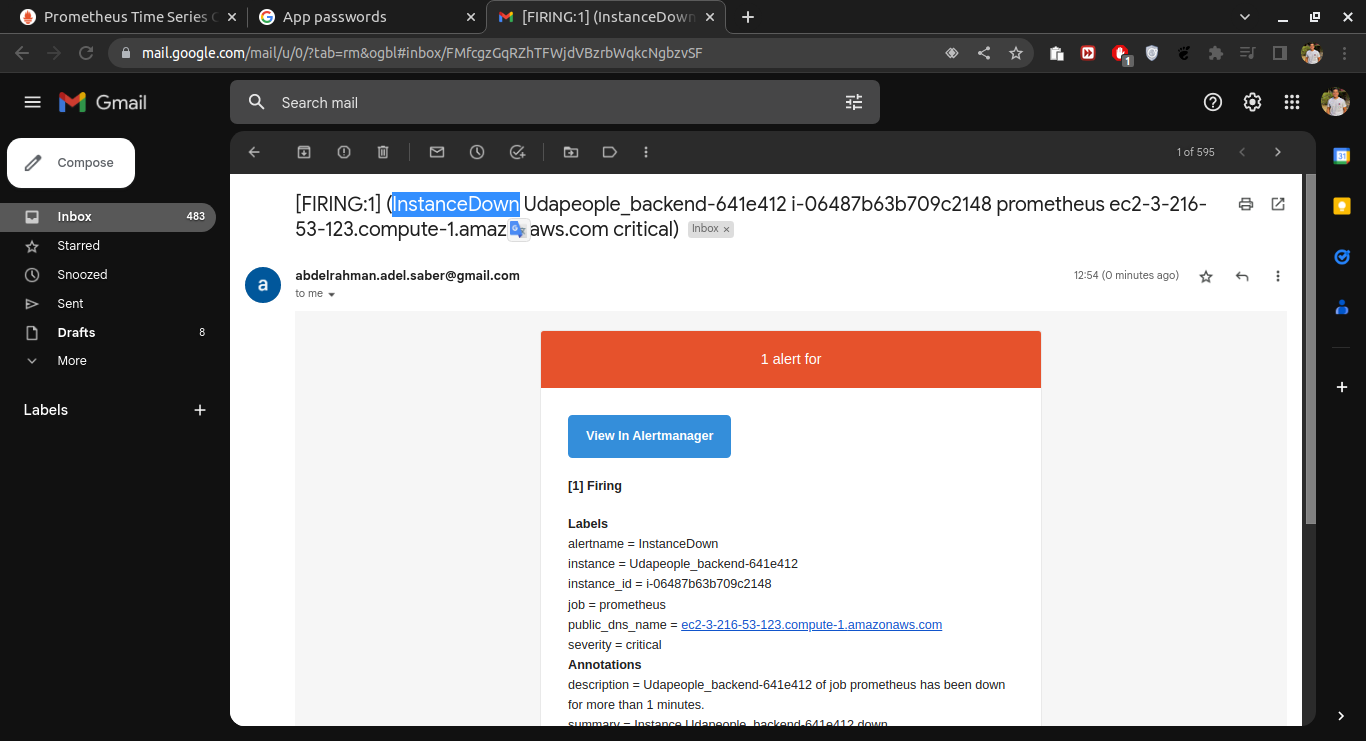 Prometheus Time Series C
App passwords
[FIRING:1] (InstanceDown
mail.google.com/mail/u/0/?tab=rm&ogbl#inbox/FMfcgzGqRZhTFWjdVBzrbWqkcNgbzvSF
1
Gmail
Search mail
Compose
1 of 595
31
Inbox 483
Starred
Snoozed
Sent
Drafts 8
More
Labels
[FIRING:1] (InstanceDown Udapeople_backend-641e412 i-06487b63b709c2148 prometheus ec2-3-216-
53-123.compute-1.amazonaws.com critical) Inbox ×
a
abdelrahman.adel.saber@gmail.com
12:54 (0 minutes ago)
to me
1 alert for
View In Alertmanager
[1] Firing
Labels
alertname = InstanceDown
instance = Udapeople_backend-641e412
instance_id = i-06487b63b709c2148
job = prometheus
public_dns_name = ec2-3-216-53-123.compute-1.amazonaws.com
severity = critical
Annotations
description = Udapeople_backend-641e412 of job prometheus has been down
for more than 1 minutes.
summary = Instance Udapeople_backend-641e412 down